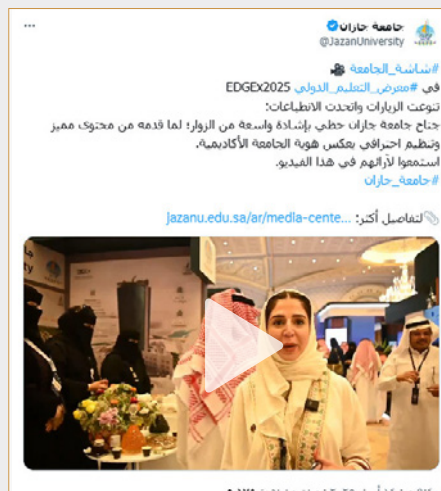 جامعة جازان
@JazanUniversity
#شاشة_الجامعة
في #معرض_التعليم_الدولي EDGEx2025
تنوعت الزيارات واتحدت الانطباعات:
جناح جامعة جازان حظي بإشادة واسعة من الزوار؛ لما قدمه من محتوى مميز
وتنظيم احترافي يعكس هوية الجامعة الأكاديمية.
استمعوا لآرائهم في هذا الفيديو.
#جامعة_جازان
لتفاصيل أكثر: jazanu.edu.sa/ar/media-cente...